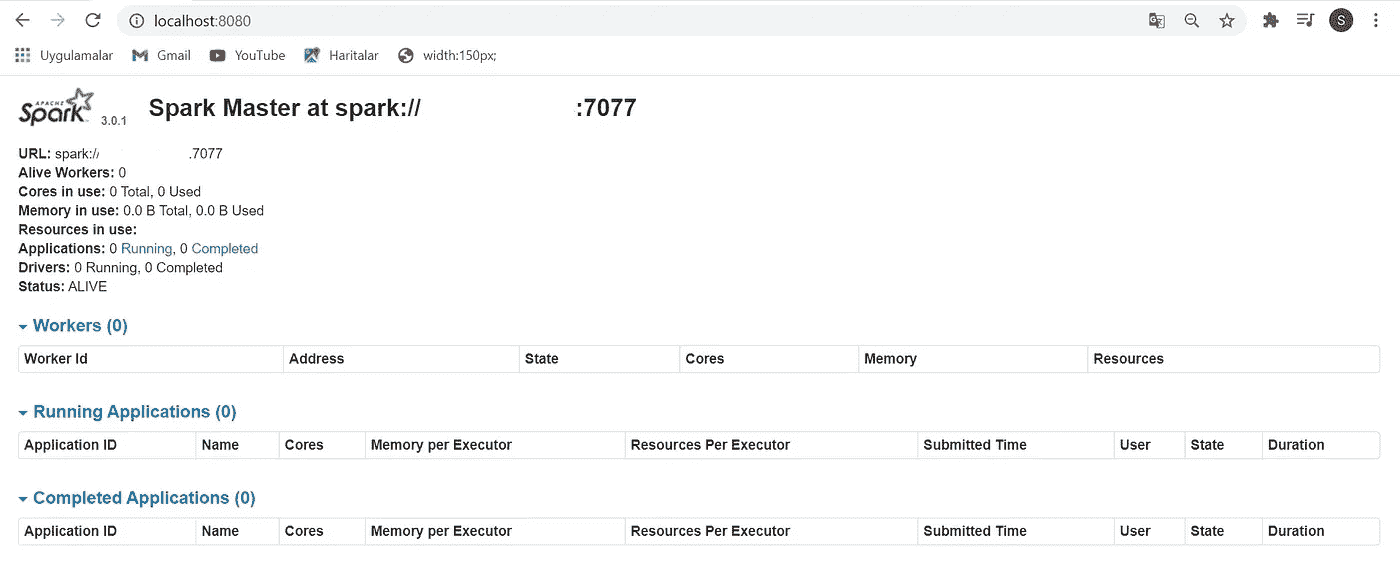 localhost:8080
S
Uygulamalar Gmail YouTube Haritalar width:150px;
APACHE Spark 3.0.1 Spark Master at spark:// :7077
URL: spark:// .7077
Alive Workers: 0
Cores in use: 0 Total, 0 Used
Memory in use: 0.0 B Total, 0.0 B Used
Resources in use:
Applications: 0 Running, 0 Completed
Drivers: 0 Running, 0 Completed
Status: ALIVE
Workers (0)
Worker Id Address State Cores Memory Resources
Running Applications (0)
Application ID Name Cores Memory per Executor Resources Per Executor Submitted Time User State Duration
Completed Applications (0)
Application ID Name Cores Memory per Executor Resources Per Executor Submitted Time User State Duration